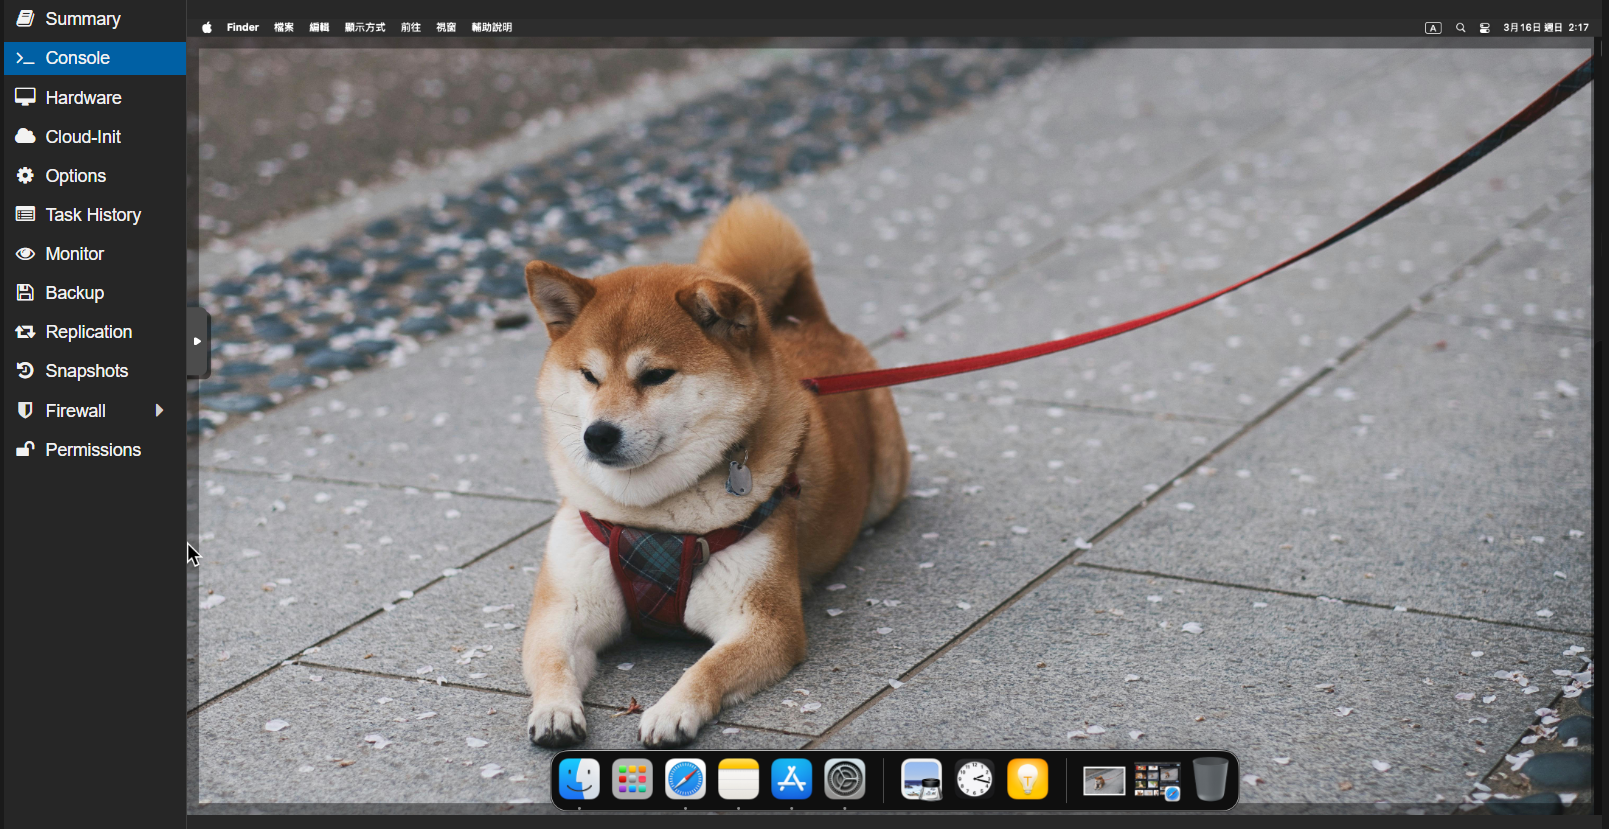 Summary
Console
Hardware
Cloud-Init
Options
Task History
Monitor
Backup
Replication
Snapshots
Firewall
Permissions
Finder 檔案 編輯 顯示方式 前往 視窗 輔助說明
A 3月16日 週日 2:17